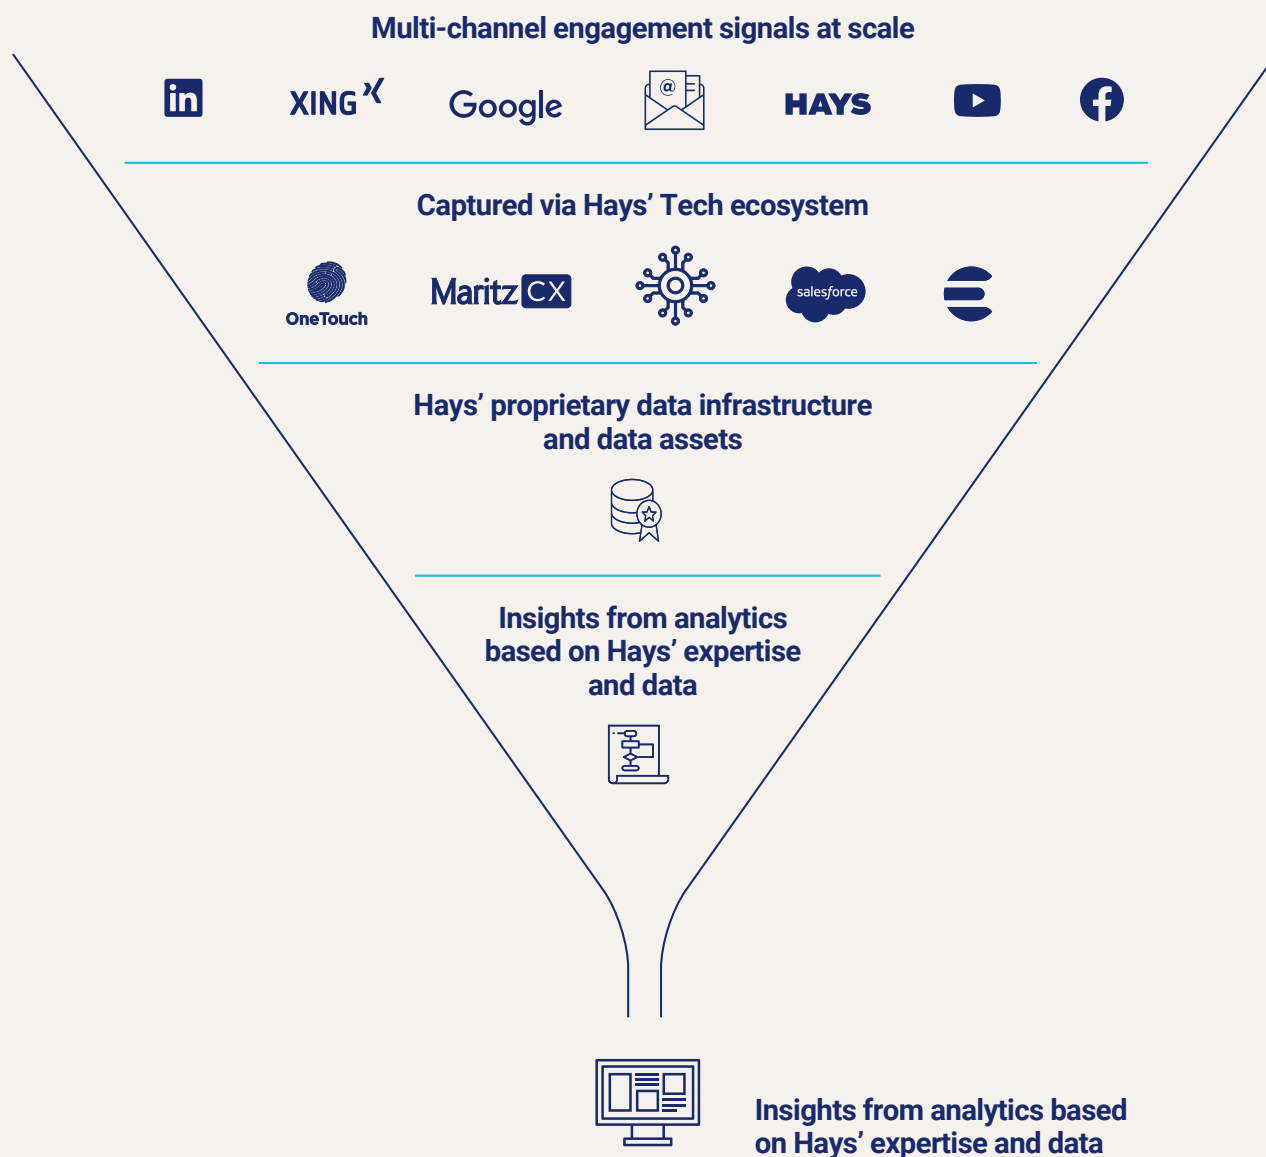 Multi-channel engagement signals at scale
in
XING
Google
@
HAYS
Captured via Hays’ Tech ecosystem
OneTouch
MaritzCX
salesforce
Hays’ proprietary data infrastructure
and data assets
Insights from analytics
based on Hays’ expertise
and data
Insights from analytics based
on Hays’ expertise and data